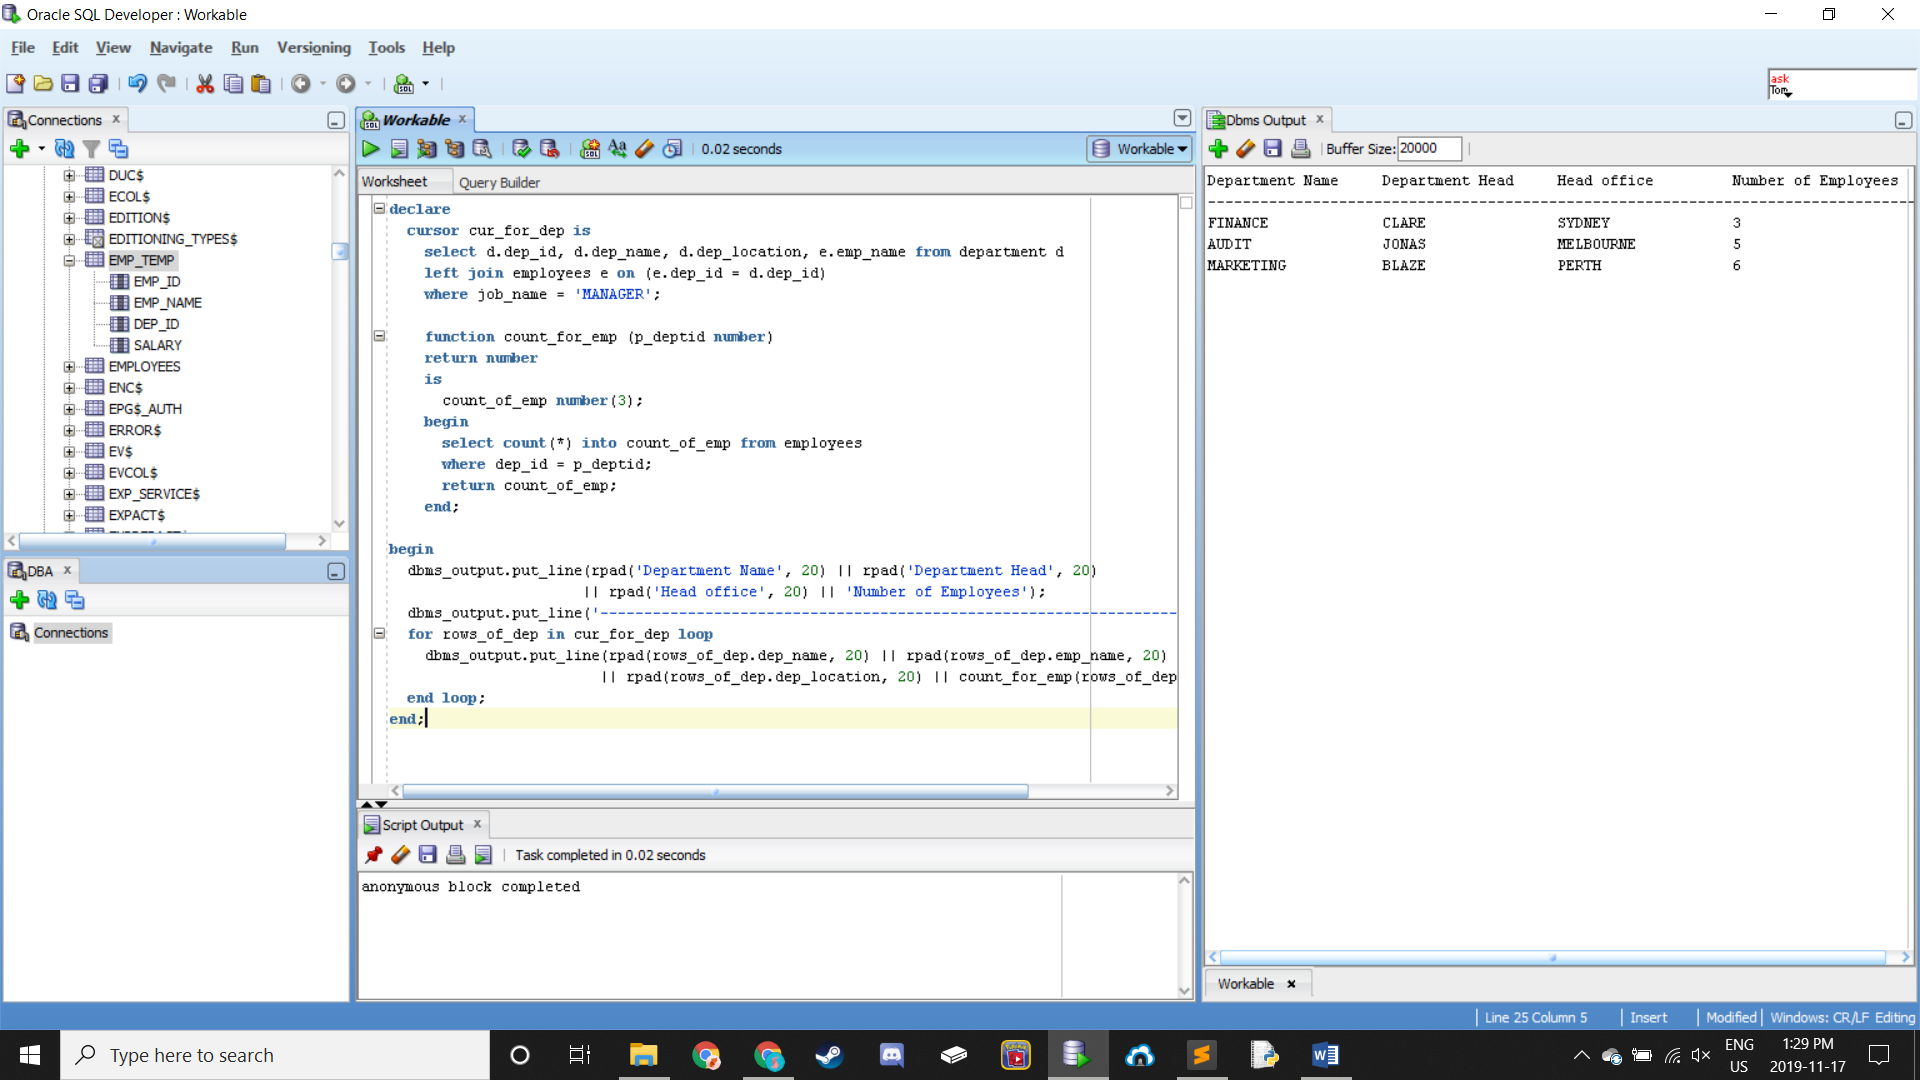 Oracle SQL Developer : Workable
File Edit View Navigate Run Versioning Tools Help
ask
Tom
Connections
DUC$
ECOL$
EDITION$
EDITIONING_TYPES$
EMP_TEMP
EMP_ID
EMP_NAME
DEP_ID
SALARY
EMPLOYEES
ENC$
EPG$_AUTH
ERROR$
EV$
EVCOL$
EXP_SERVICE$
EXPACT$
DBA
Connections
Workable
0.02 seconds
Workable
Worksheet Query Builder
declare
cursor cur_for_dep is
select d.dep_id, d.dep_name, d.dep_location, e.emp_name from department d
left join employees e on (e.dep_id = d.dep_id)
where job_name = 'MANAGER';
function count_for_emp (p_deptid number)
return number
is
count_of_emp number(3);
begin
select count(*) into count_of_emp from employees
where dep_id = p_deptid;
return count_of_emp;
end;
begin
dbms_output.put_line(rpad('Department Name', 20) || rpad('Department Head', 20)
|| rpad('Head office', 20) || 'Number of Employees');
dbms_output.put_line('------------------------------------------------------------------
for rows_of_dep in cur_for_dep loop
dbms_output.put_line(rpad(rows_of_dep.dep_name, 20) || rpad(rows_of_dep.emp_name, 20)
|| rpad(rows_of_dep.dep_location, 20) || count_for_emp(rows_of_dep
end loop;
end;
Script Output
Task completed in 0.02 seconds
anonymous block completed
Dbms Output
Buffer Size: 20000
Department Name Department Head Head office Number of Employees
--------------------------------------------------------------------------------
FINANCE CLARE SYDNEY 3
AUDIT JONAS MELBOURNE 5
MARKETING BLAZE PERTH 6
Workable
Line 25 Column 5 Insert Modified Windows: CR/LF Editing
Type here to search
ENG
US
1:29 PM
2019-11-17